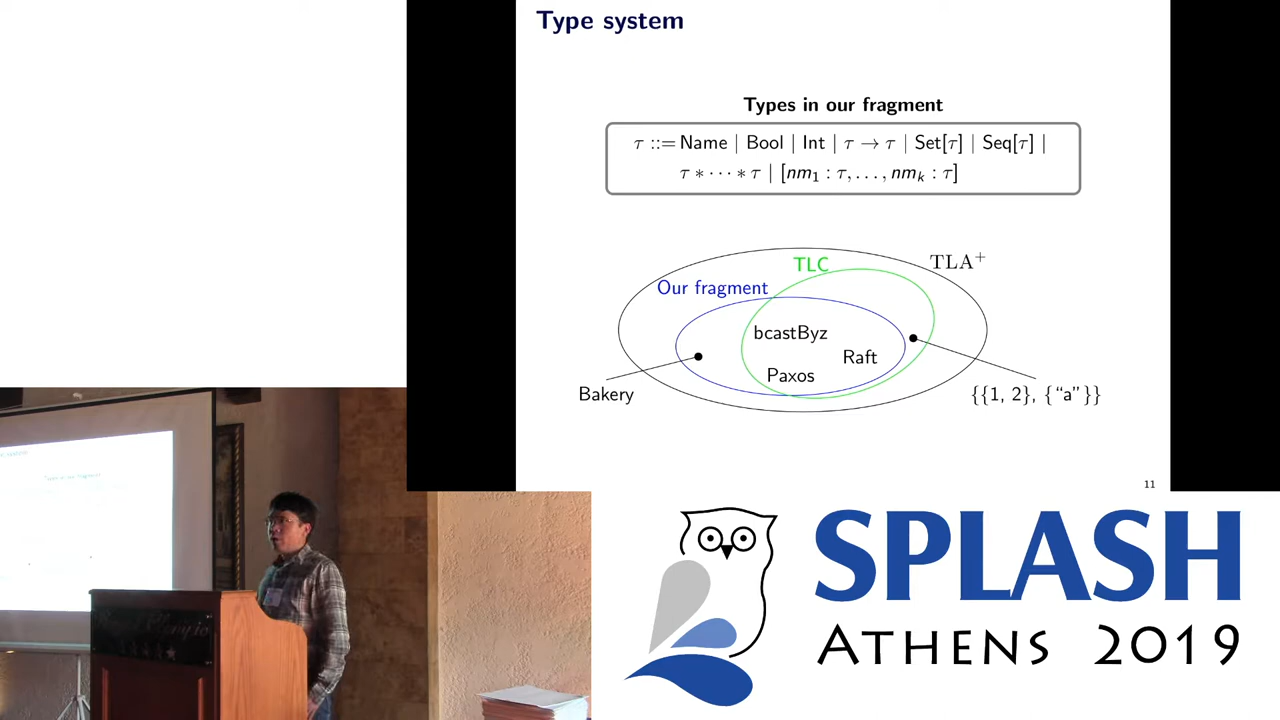 Type system
Types in our fragment
τ ::= Name | Bool | Int | τ → τ | Set[τ] | Seq[τ] |
τ ∗ · · · ∗ τ | [nm₁ : τ, . . . , nmₖ : τ]
TLC
TLA⁺
Our fragment
bcastByz
Raft
Paxos
Bakery
{{1, 2}, {“a”}}
11
SPLASH
ATHENS 2019